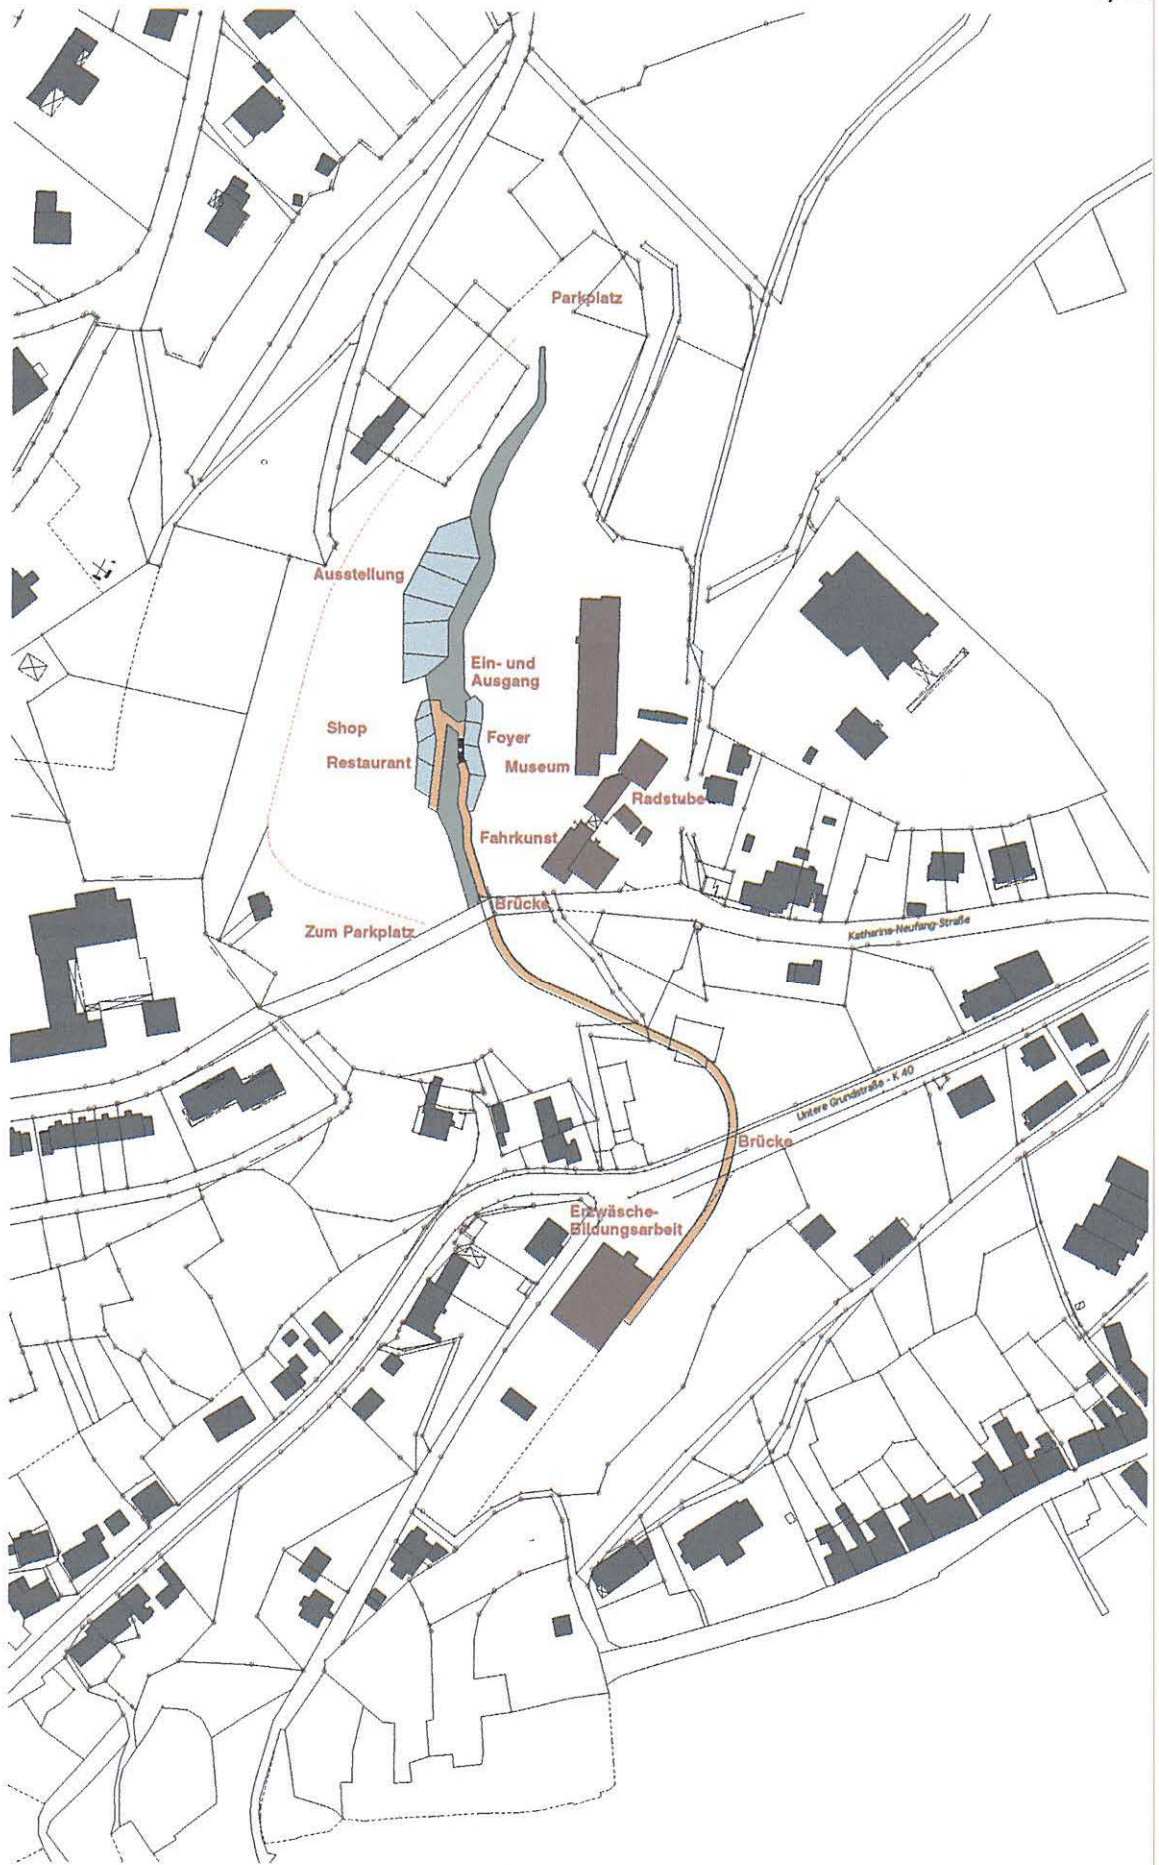 Parkplatz
Ausstellung
Ein- und
Ausgang
Shop
Foyer
Restaurant
Museum
Radstube
Fahrkunst
Brücke
Zum Parkplatz
Katharina-Neufang-Straße
Untere Grundstraße - K 40
Brücke
Erzwäsche-
Bildungsarbeit